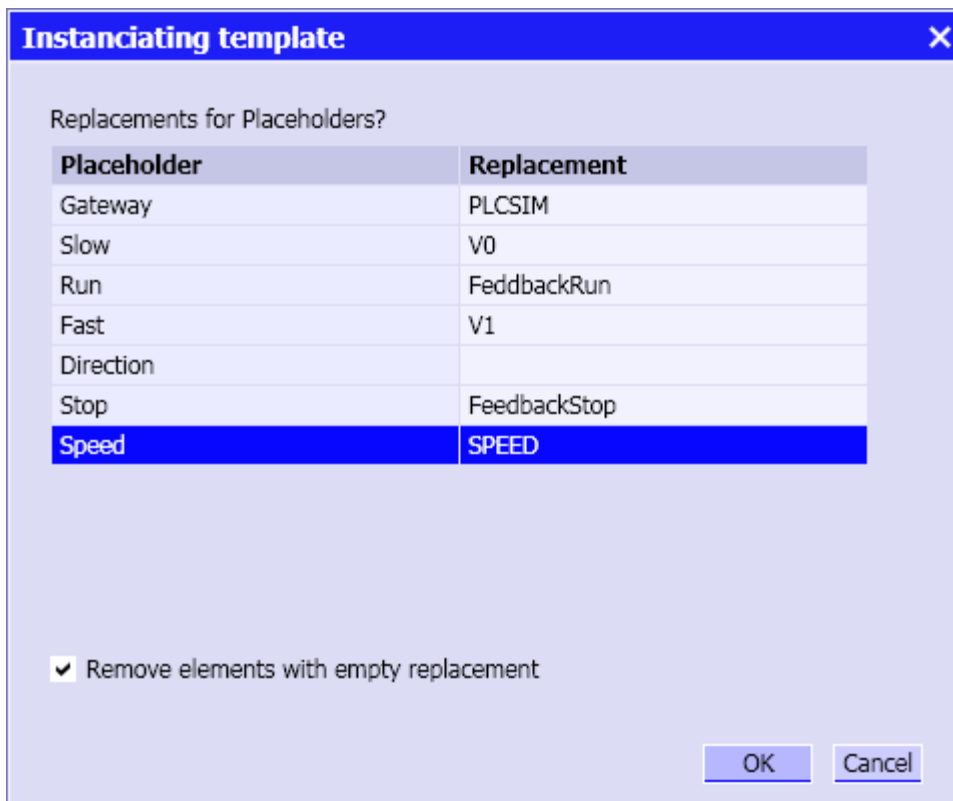 Instanciating template
Replacements for Placeholders?
Placeholder Replacement
Gateway PLCSIM
Slow V0
Run FeddbackRun
Fast V1
Direction
Stop FeedbackStop
Speed SPEED
Remove elements with empty replacement
OK Cancel